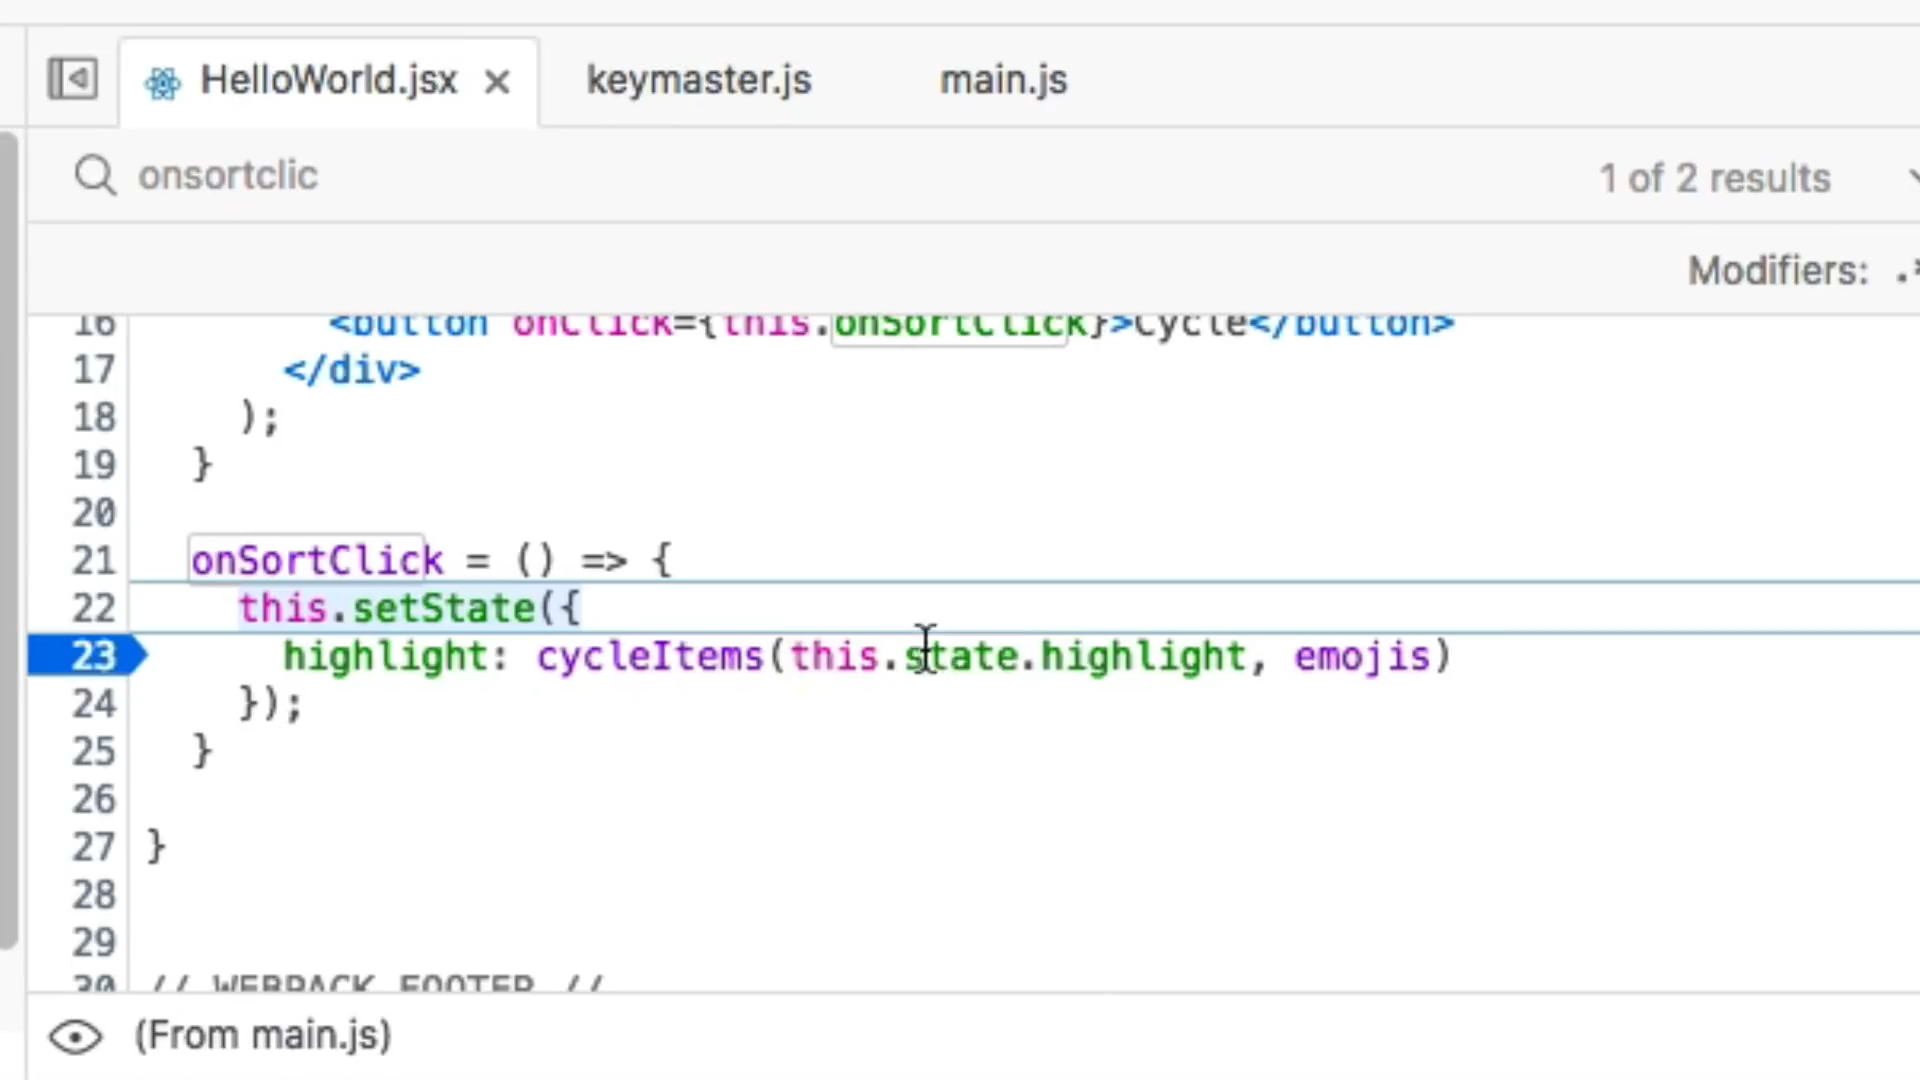 HelloWorld.jsx keymaster.js main.js
onsortclic 1 of 2 results
Modifiers: .*
16 <button onClick={this.onSortClick}>Cycle</button>
17 </div>
18 );
19 }
20
21 onSortClick = () => {
22 this.setState({
23 highlight: cycleItems(this.state.highlight, emojis)
24 });
25 }
26
27 }
28
29
30 // WEBPACK FOOTER //
(From main.js)